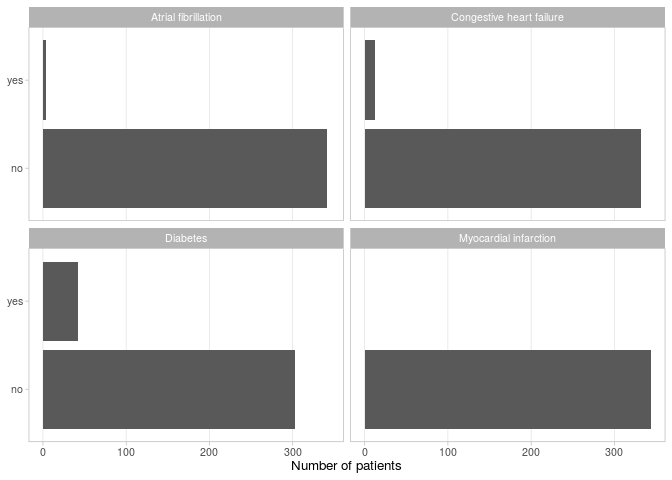 Atrial fibrillation
Congestive heart failure
yes
no
Diabetes
Myocardial infarction
yes
no
0 100 200 300 0 100 200 300
Number of patients